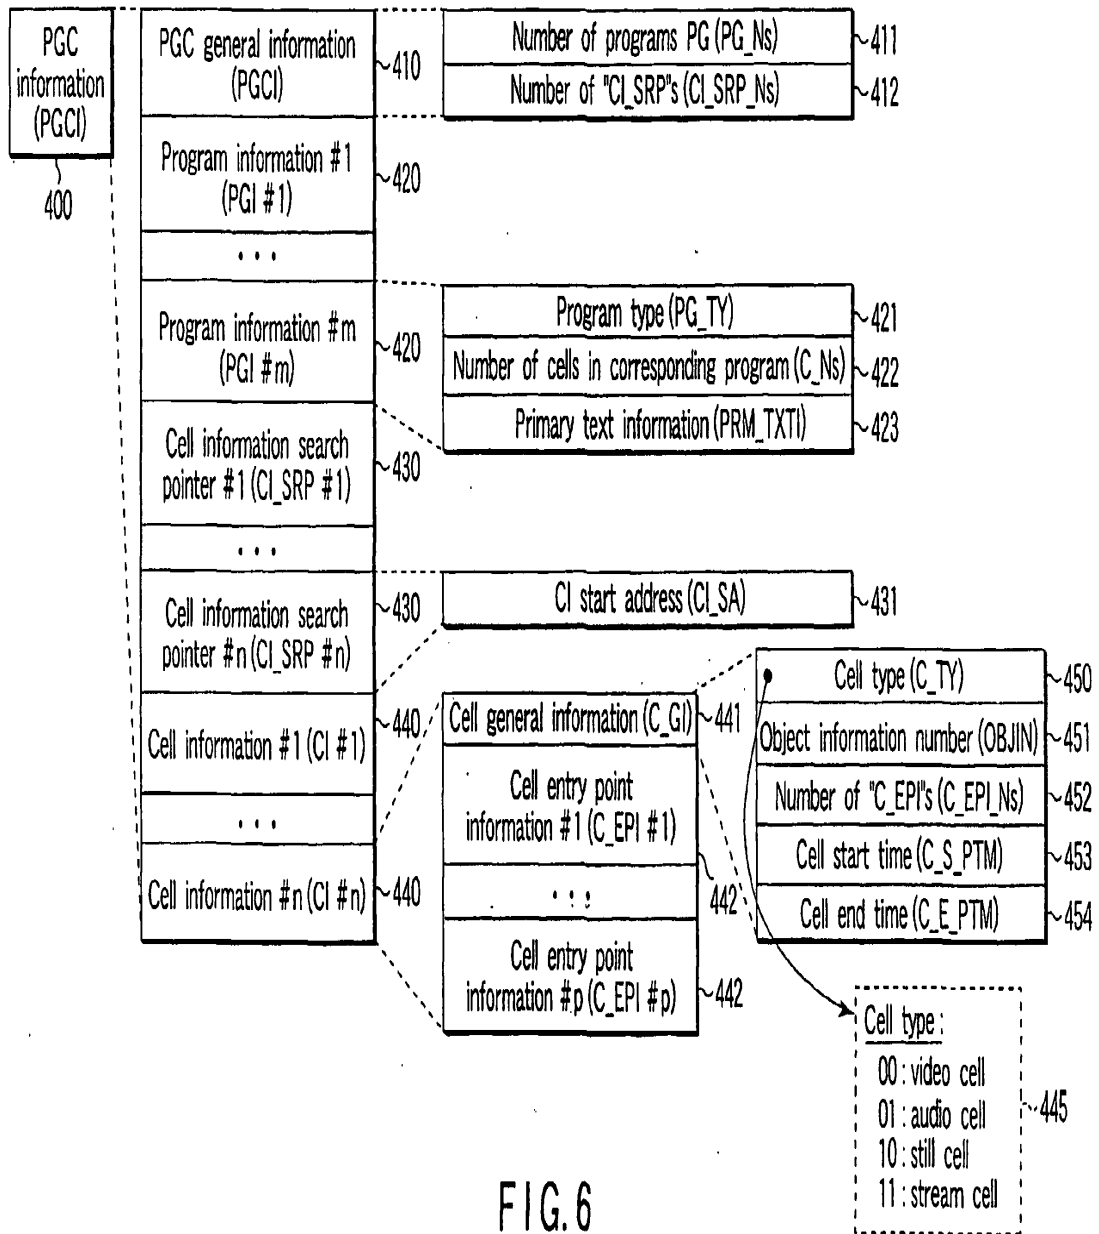 PGC
information
(PGCI)
400
PGC general information
(PGCI)
410
Number of programs PG (PG_Ns)
411
Number of "CI_SRP"s (CI_SRP_Ns)
412
Program information #1
(PGI #1)
420
...
Program information #m
(PGI #m)
420
Program type (PG_TY)
421
Number of cells in corresponding program (C_Ns)
422
Primary text information (PRM_TXTI)
423
Cell information search
pointer #1 (CI_SRP #1)
430
...
Cell information search
pointer #n (CI_SRP #n)
430
CI start address (CI_SA)
431
Cell information #1 (CI #1)
440
...
Cell information #n (CI #n)
440
Cell general information (C_GI)
441
Cell entry point
information #1 (C_EPI #1)
442
...
Cell entry point
information #p (C_EPI #p)
442
Cell type (C_TY)
450
Object information number (OBJIN)
451
Number of "C_EPI"s (C_EPI_Ns)
452
Cell start time (C_S_PTM)
453
Cell end time (C_E_PTM)
454
Cell type :
00 : video cell
01 : audio cell
10 : still cell
11 : stream cell
445
FIG. 6